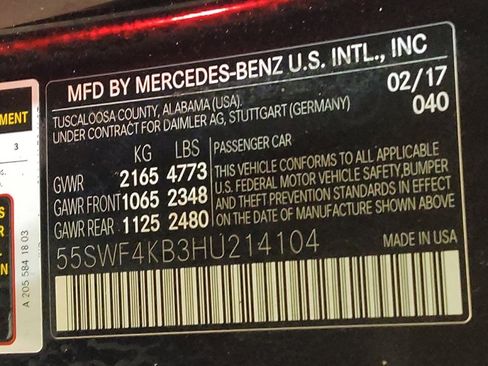 MFD BY MERCEDES-BENZ U.S. INTL., INC
TUSCALOOSA COUNTY, ALABAMA (USA). 02/17
UNDER CONTRACT FOR DAIMLER AG, STUTTGART (GERMANY) 040
KG LBS PASSENGER CAR
GVWR 2165 4773
GAWR FRONT 1065 2348
GAWR REAR 1125 2480
THIS VEHICLE CONFORMS TO ALL APPLICABLE
U.S. FEDERAL MOTOR VEHICLE SAFETY,BUMPER
AND THEFT PREVENTION STANDARDS IN EFFECT
ON THE DATE OF MANUFACTURE SHOWN ABOVE
55SWF4KB3HU214104 MADE IN USA
MENT
3
G.
A 205 584 18 03